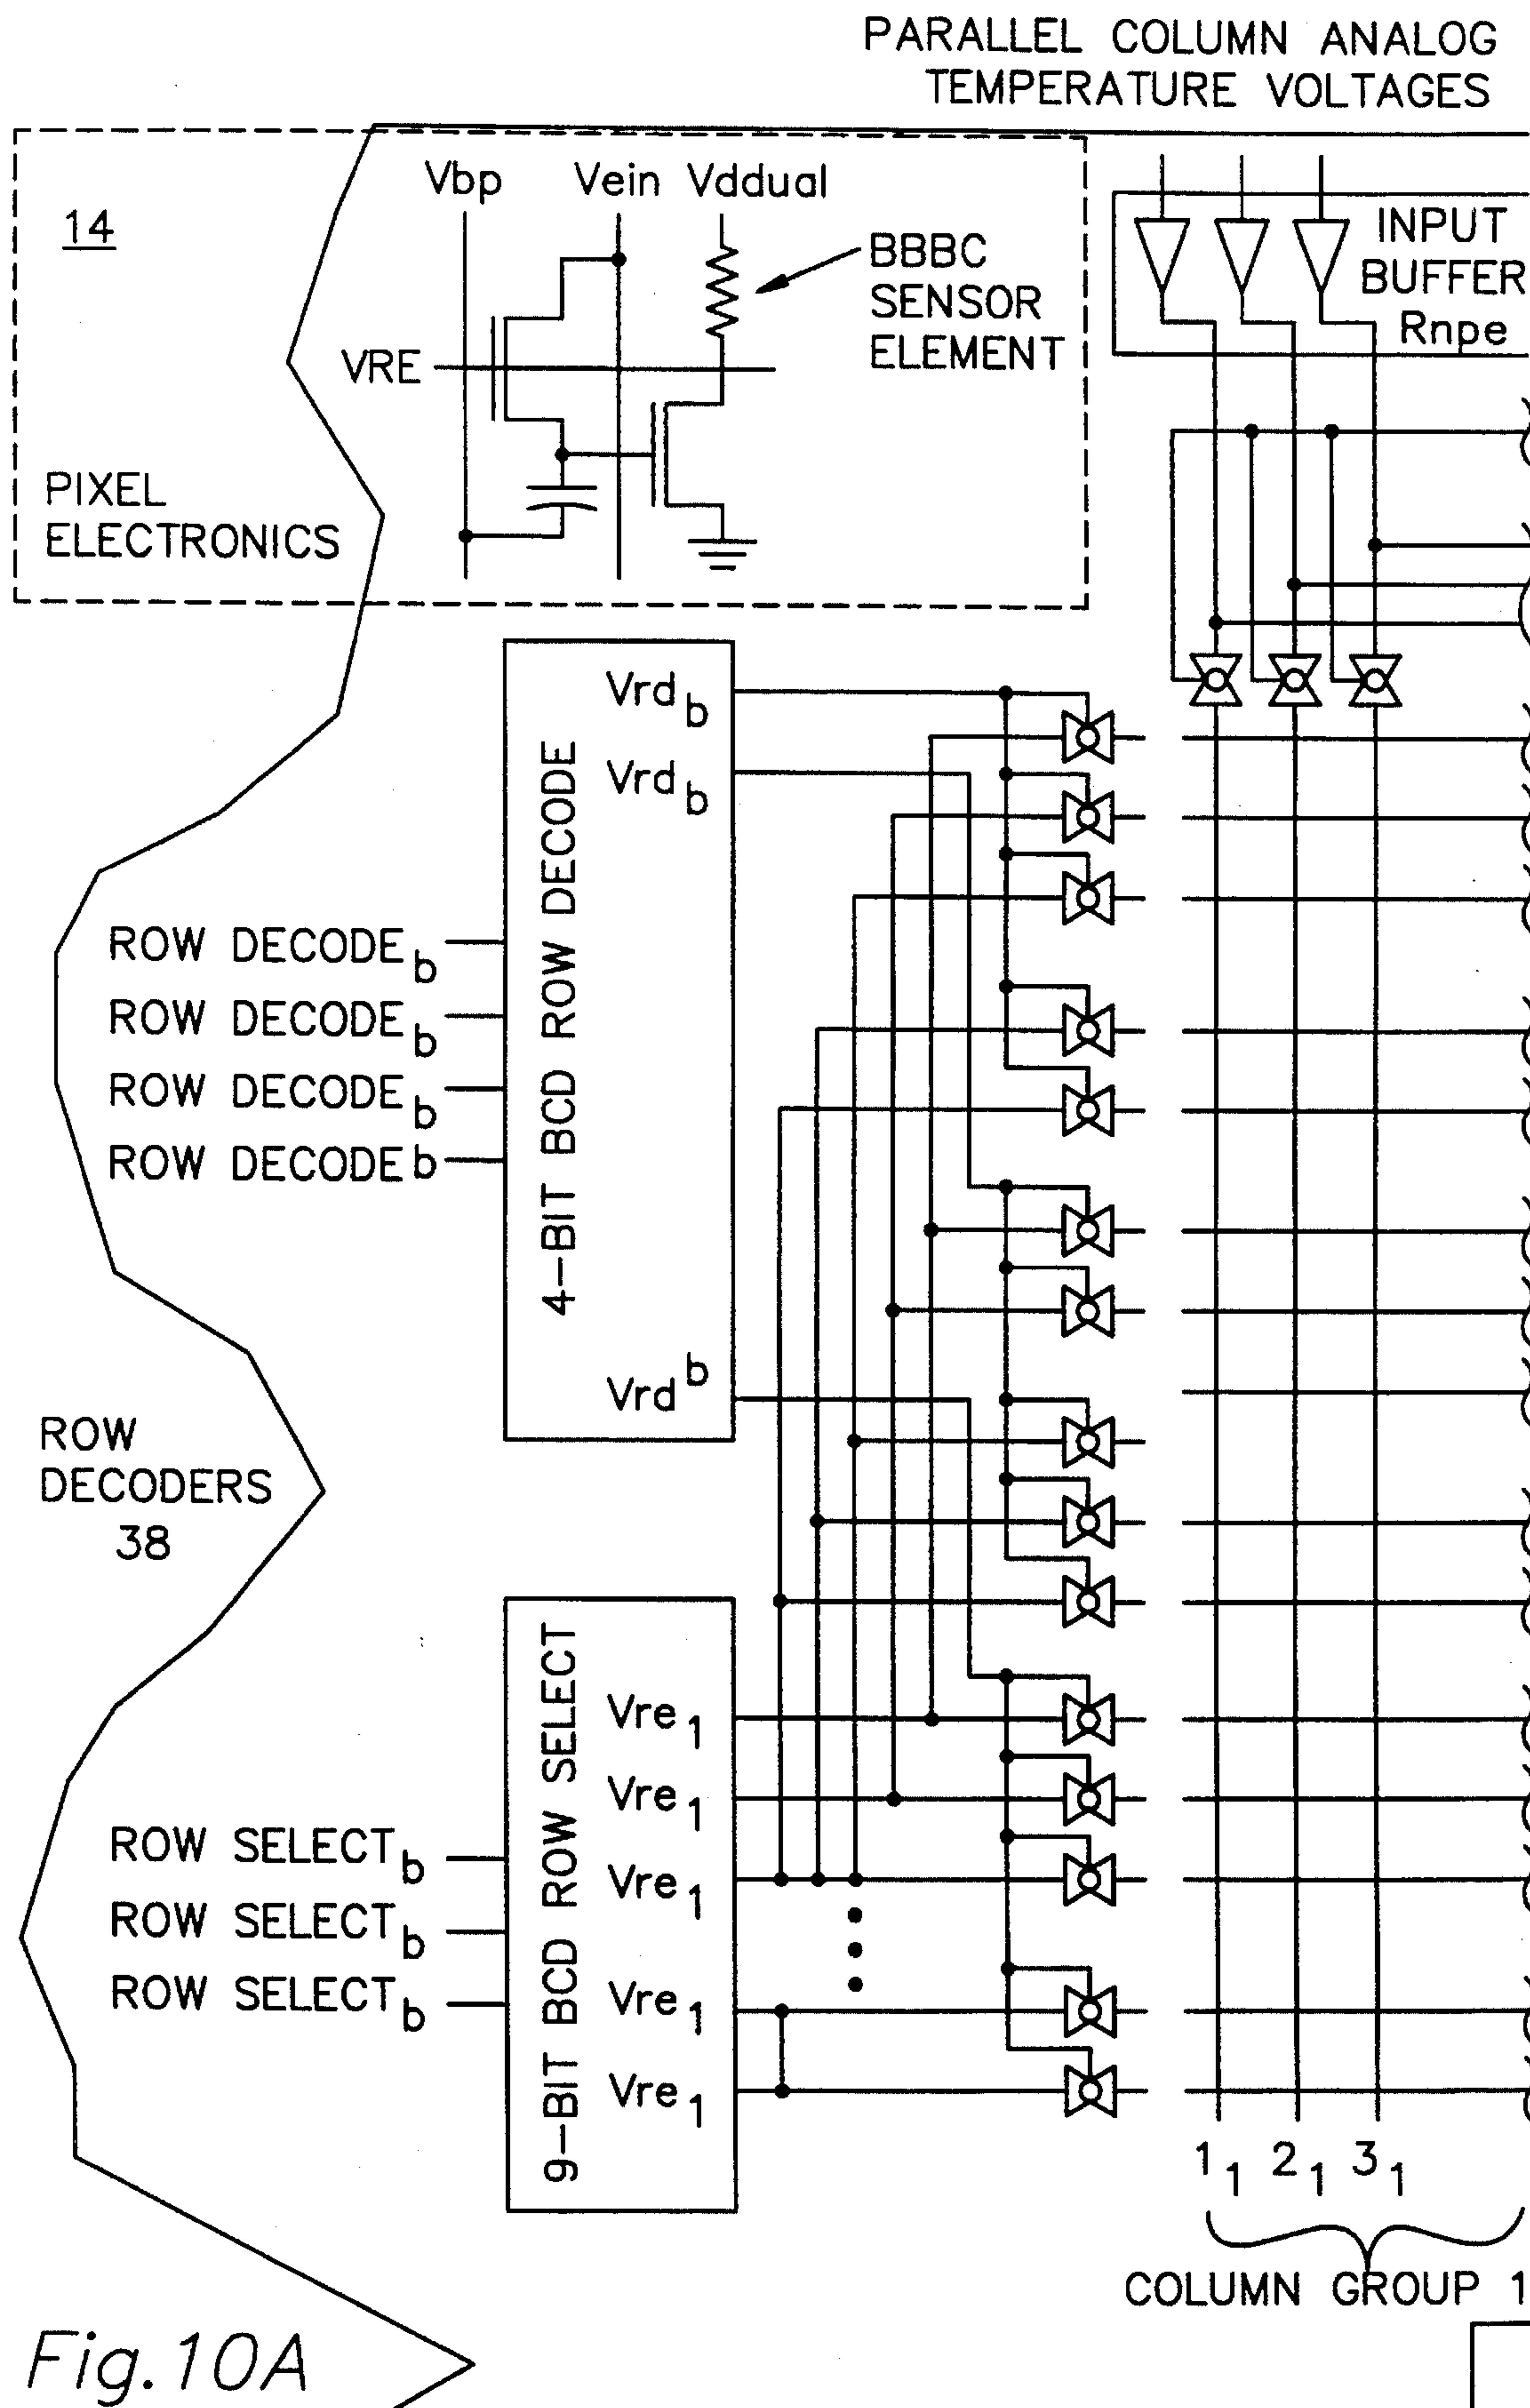 PARALLEL COLUMN ANALOG
TEMPERATURE VOLTAGES
14
Vbp
Vein
Vddual
BBBC
SENSOR
ELEMENT
VRE
PIXEL
ELECTRONICS
INPUT
BUFFER
Rnpe
Vrd b
Vrd b
Vrd b
4-BIT BCD ROW DECODE
ROW DECODE b
ROW DECODE b
ROW DECODE b
ROW DECODE b
ROW
DECODERS
38
9-BIT BCD ROW SELECT
Vre 1
Vre 1
Vre 1
Vre 1
Vre 1
ROW SELECT b
ROW SELECT b
ROW SELECT b
1 1 2 1 3 1
COLUMN GROUP 1
Fig.10A